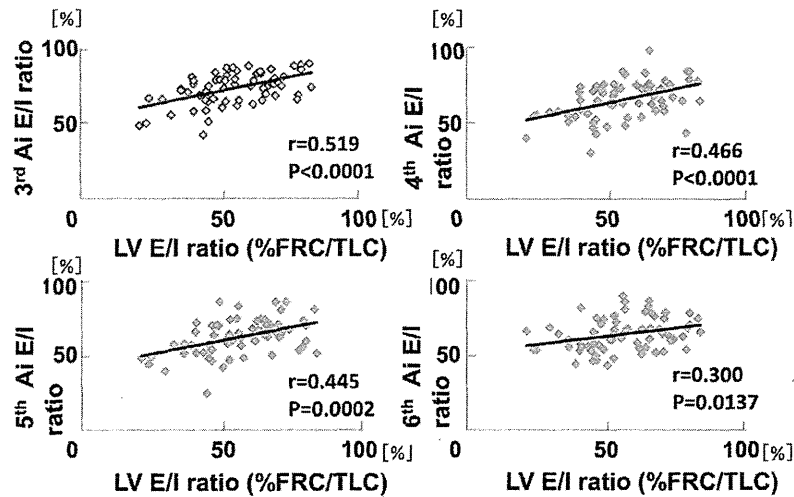 [%]
100
50
0
3rd Ai E/I ratio
r=0.519
P<0.0001
50
100[%]
LV E/I ratio (%FRC/TLC)
[%]
100
50
0
4th Ai E/I
ratio
r=0.466
P<0.0001
50
100[%]
LV E/I ratio (%FRC/TLC)
[%]
100
50
0
5th Ai E/I
ratio
r=0.445
P=0.0002
50
100[%]
LV E/I ratio (%FRC/TLC)
[%]
100
50
0
6th Ai E/I
ratio
r=0.300
P=0.0137
50
100[%]
LV E/I ratio (%FRC/TLC)